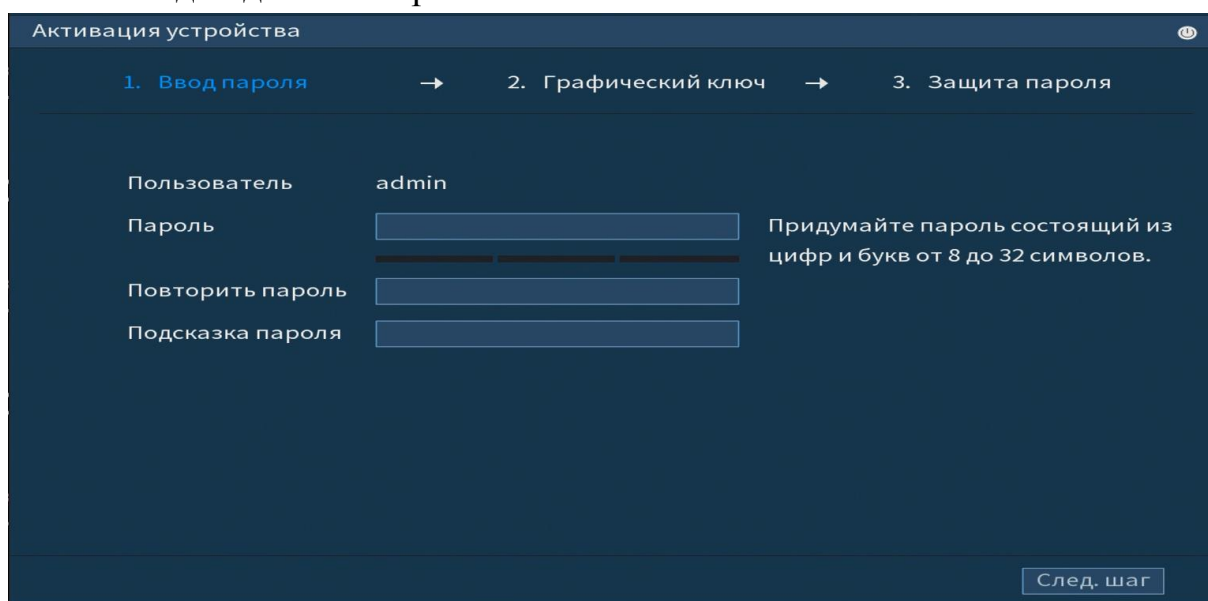 Активация устройства
1. Ввод пароля → 2. Графический ключ → 3. Защита пароля
Пользователь admin
Пароль
Придумайте пароль состоящий из
цифр и букв от 8 до 32 символов.
Повторить пароль
Подсказка пароля
След. шаг